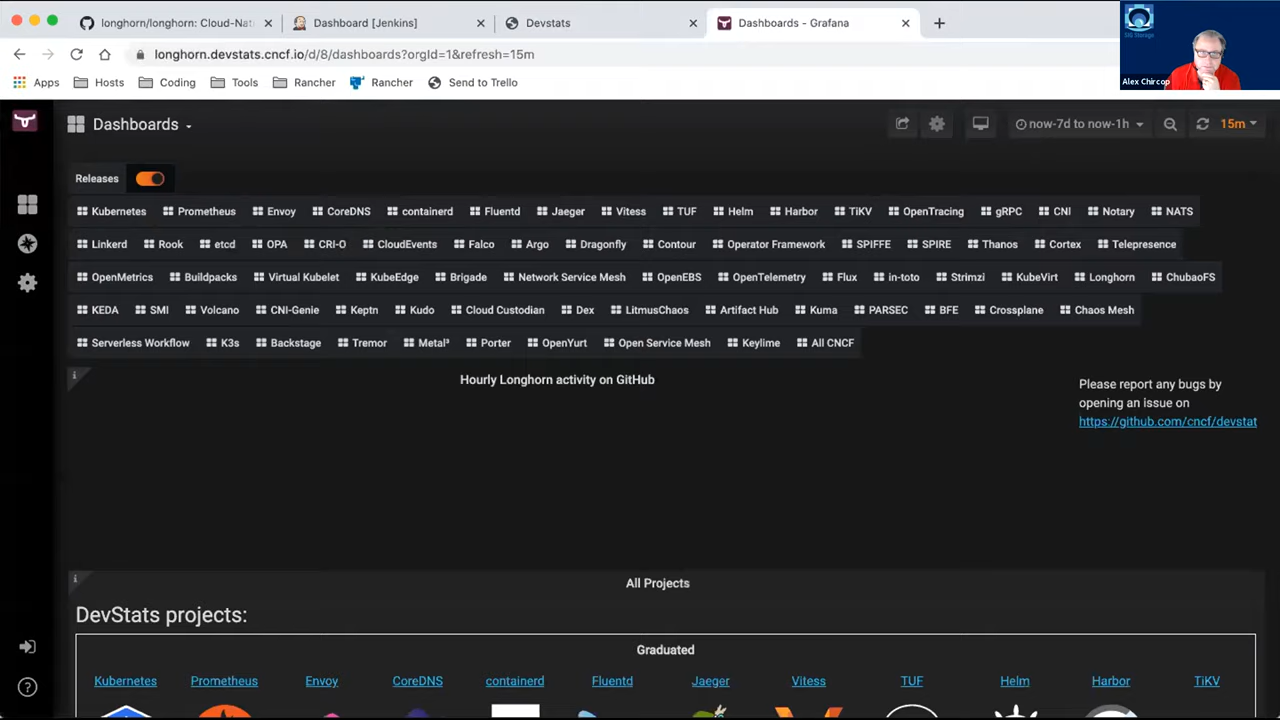 longhorn/longhorn: Cloud-Nat
Dashboard [Jenkins]
Devstats
Dashboards - Grafana
longhorn.devstats.cncf.io/d/8/dashboards?orgId=1&refresh=15m
Apps Hosts Coding Tools Rancher Rancher Send to Trello
SIG Storage
Alex Chircop
Dashboards
now-7d to now-1h
15m
Releases
Kubernetes Prometheus Envoy CoreDNS containerd Fluentd Jaeger Vitess TUF Helm Harbor TiKV OpenTracing gRPC CNI Notary NATS
Linkerd Rook etcd OPA CRI-O CloudEvents Falco Argo Dragonfly Contour Operator Framework SPIFFE SPIRE Thanos Cortex Telepresence
OpenMetrics Buildpacks Virtual Kubelet KubeEdge Brigade Network Service Mesh OpenEBS OpenTelemetry Flux in-toto Strimzi KubeVirt Longhorn ChubaoFS
KEDA SMI Volcano CNI-Genie Keptn Kudo Cloud Custodian Dex LitmusChaos Artifact Hub Kuma PARSEC BFE Crossplane Chaos Mesh
Serverless Workflow K3s Backstage Tremor Metal³ Porter OpenYurt Open Service Mesh Keylime All CNCF
Hourly Longhorn activity on GitHub
Please report any bugs by
opening an issue on
https://github.com/cncf/devstat
All Projects
DevStats projects:
Graduated
Kubernetes Prometheus Envoy CoreDNS containerd Fluentd Jaeger Vitess TUF Helm Harbor TiKV